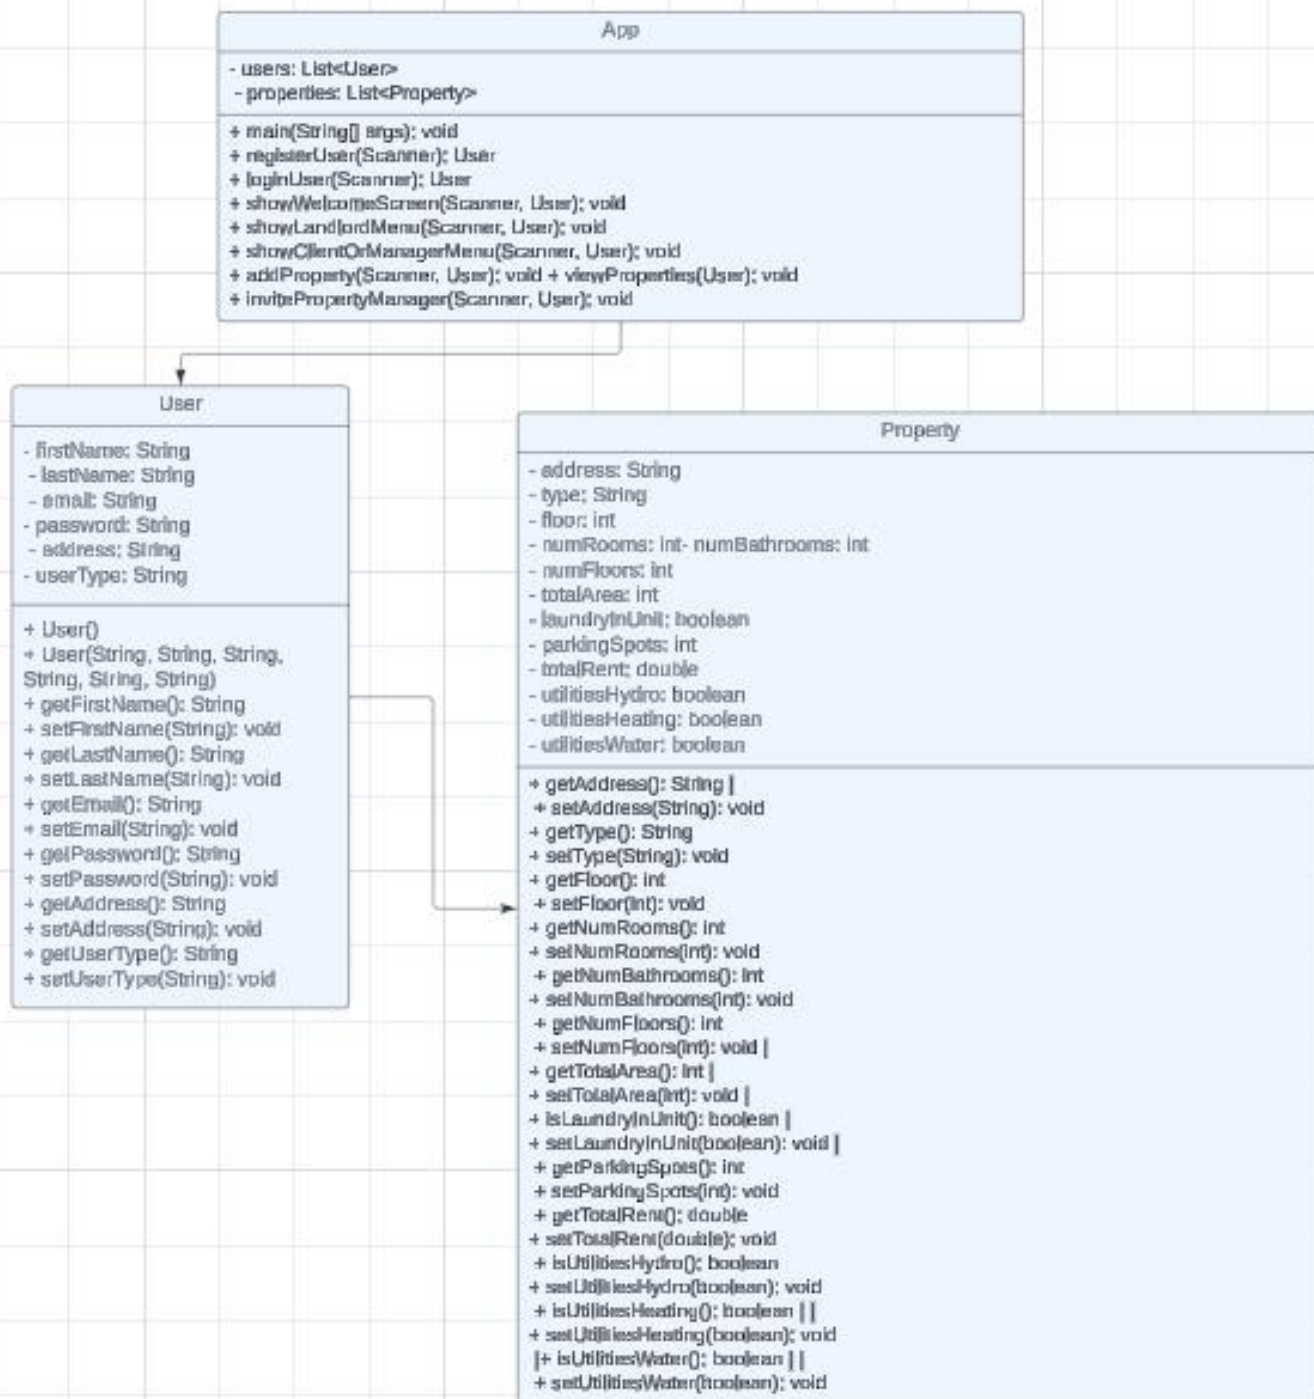 App
- users: List<User>
- properties: List<Property>
+ main(String[] args): void
+ registerUser(Scanner): User
+ loginUser(Scanner): User
+ showWelcomeScreen(Scanner, User): void
+ showLandlordMenu(Scanner, User): void
+ showClientOrManagerMenu(Scanner, User): void
+ addProperty(Scanner, User): void + viewProperties(User): void
+ invitePropertyManager(Scanner, User): void
User
- firstName: String
- lastName: String
- email: String
- password: String
- address: String
- userType: String
+ User()
+ User(String, String, String,
String, String, String)
+ getFirstName(): String
+ setFirstName(String): void
+ getLastName(): String
+ setLastName(String): void
+ getEmail(): String
+ setEmail(String): void
+ getPassword(): String
+ setPassword(String): void
+ getAddress(): String
+ setAddress(String): void
+ getUserType(): String
+ setUserType(String): void
Property
- address: String
- type: String
- floor: int
- numRooms: int- numBathrooms: int
- numFloors: int
- totalArea: int
- laundryInUnit: boolean
- parkingSpots: int
- totalRent: double
- utilitiesHydro: boolean
- utilitiesHeating: boolean
- utilitiesWater: boolean
+ getAddress(): String |
+ setAddress(String): void
+ getType(): String
+ setType(String): void
+ getFloor(): int
+ setFloor(int): void
+ getNumRooms(): int
+ setNumRooms(int): void
+ getNumBathrooms(): int
+ setNumBathrooms(int): void
+ getNumFloors(): int
+ setNumFloors(int): void |
+ getTotalArea(): int |
+ setTotalArea(int): void |
+ isLaundryInUnit(): boolean |
+ setLaundryInUnit(boolean): void |
+ getParkingSpots(): int
+ setParkingSpots(int): void
+ getTotalRent(): double
+ setTotalRent(double): void
+ isUtilitiesHydro(): boolean
+ setUtilitiesHydro(boolean): void
+ isUtilitiesHeating(): boolean | |
+ setUtilitiesHeating(boolean): void
|+ isUtilitiesWater(): boolean | |
+ setUtilitiesWater(boolean): void